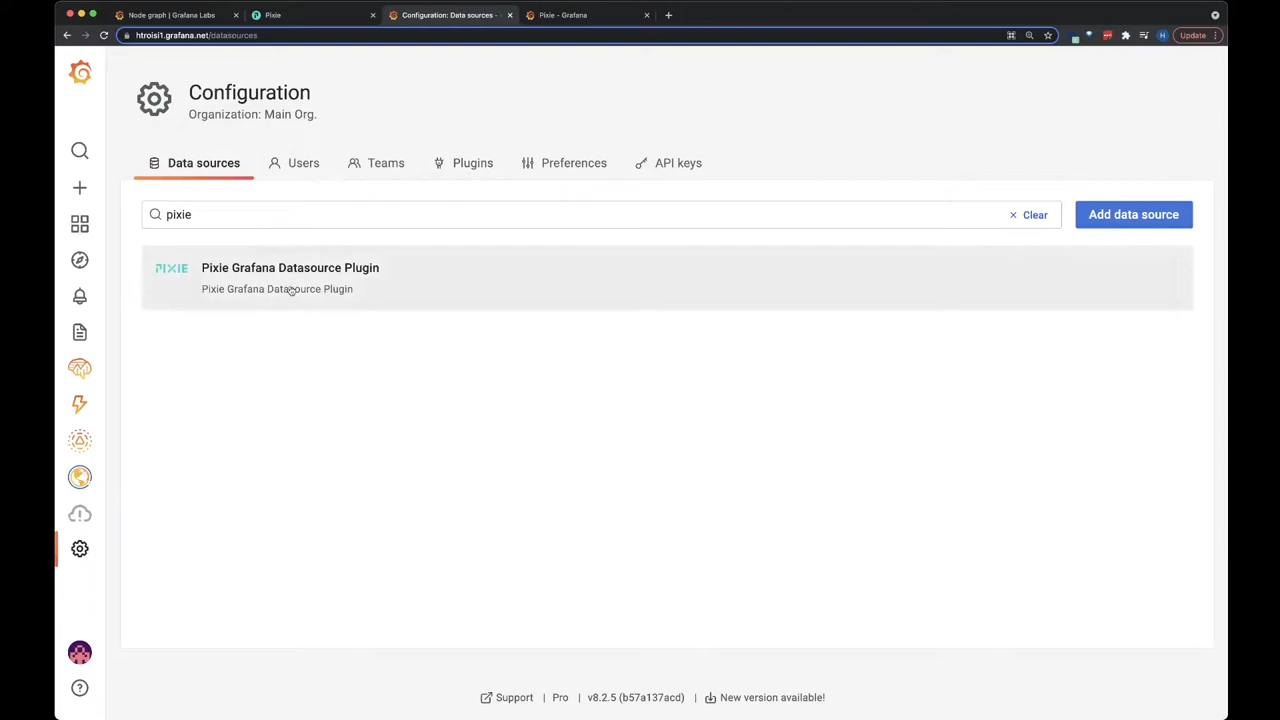 Node graph | Grafana Labs
Pixie
Configuration: Data sources -
Pixie - Grafana
htroisi1.grafana.net/datasources
H
Update
Configuration
Organization: Main Org.
Data sources
Users
Teams
Plugins
Preferences
API keys
pixie
Clear
Add data source
PIXIE
Pixie Grafana Datasource Plugin
Pixie Grafana Datasource Plugin
Support | Pro | v8.2.5 (b57a137acd) | New version available!